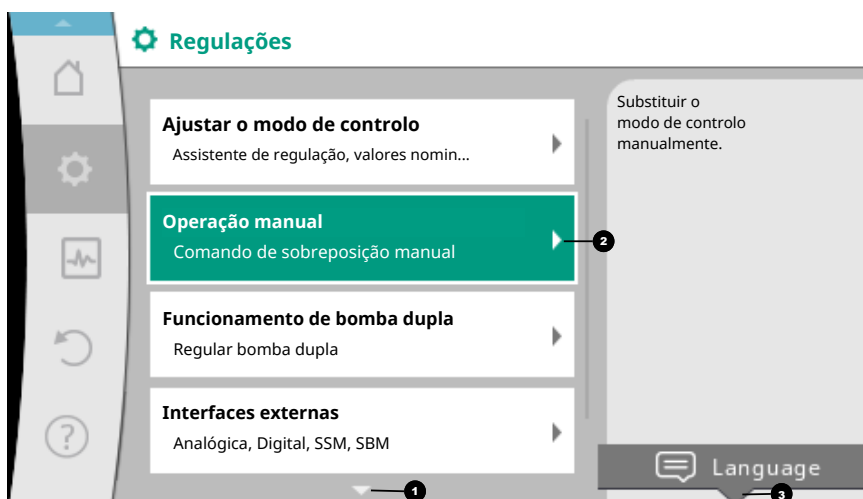 Regulações
Ajustar o modo de controlo
Assistente de regulação, valores nomin...
Operação manual
Comando de sobreposição manual
Funcionamento de bomba dupla
Regular bomba dupla
Interfaces externas
Analógica, Digital, SSM, SBM
Substituir o
modo de controlo
manualmente.
Language
?
1
2
3